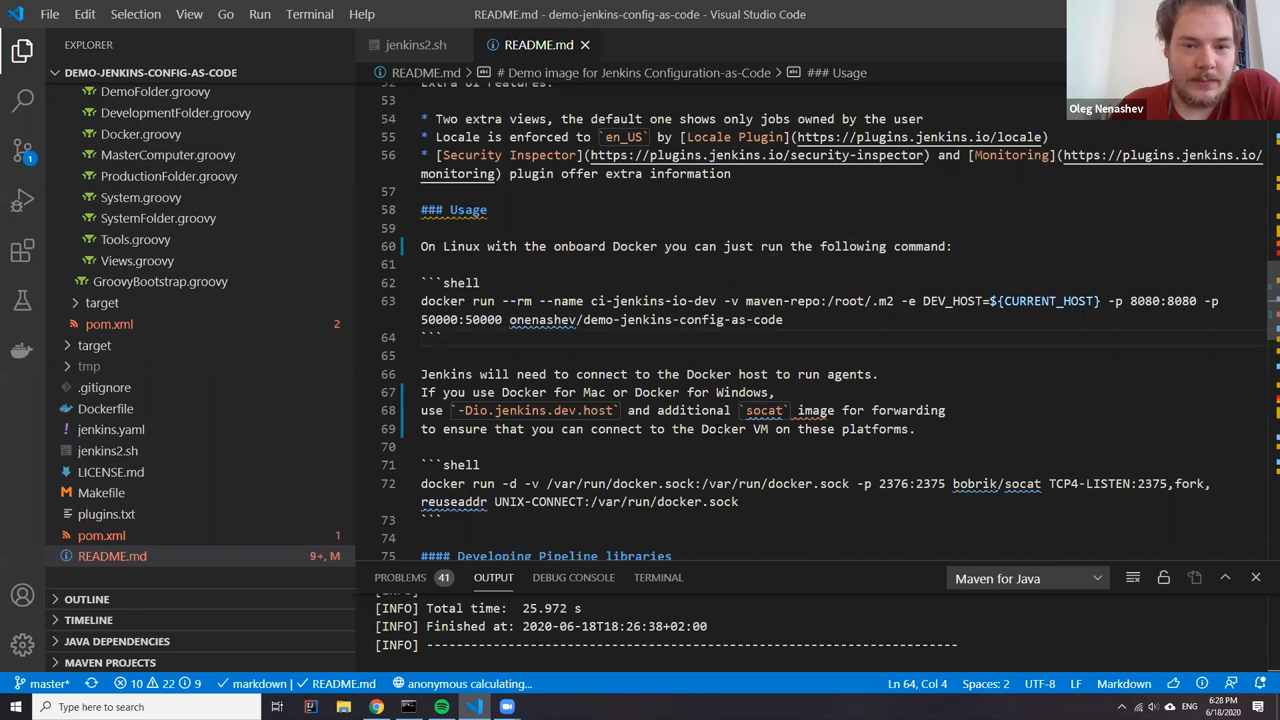 File Edit Selection View Go Run Terminal Help
README.md - demo-jenkins-config-as-code - Visual Studio Code
Oleg Nenashev
EXPLORER
DEMO-JENKINS-CONFIG-AS-CODE
DemoFolder.groovy
DevelopmentFolder.groovy
Docker.groovy
MasterComputer.groovy
ProductionFolder.groovy
System.groovy
SystemFolder.groovy
Tools.groovy
Views.groovy
GroovyBootstrap.groovy
target
pom.xml 2
target
tmp
.gitignore
Dockerfile
jenkins.yaml
jenkins2.sh
LICENSE.md
Makefile
plugins.txt
pom.xml 1
README.md 9+, M
OUTLINE
TIMELINE
JAVA DEPENDENCIES
MAVEN PROJECTS
1
jenkins2.sh README.md
README.md > # Demo image for Jenkins Configuration-as-Code > ### Usage
52 Extra UI features:
53
54 * Two extra views, the default one shows only jobs owned by the user
55 * Locale is enforced to `en_US` by [Locale Plugin](https://plugins.jenkins.io/locale)
56 * [Security Inspector](https://plugins.jenkins.io/security-inspector) and [Monitoring](https://plugins.jenkins.io/
monitoring) plugin offer extra information
57
58 ### Usage
59
60 On Linux with the onboard Docker you can just run the following command:
61
62 ```shell
63 docker run --rm --name ci-jenkins-io-dev -v maven-repo:/root/.m2 -e DEV_HOST=${CURRENT_HOST} -p 8080:8080 -p
50000:50000 onenashev/demo-jenkins-config-as-code
64 ```
65
66 Jenkins will need to connect to the Docker host to run agents.
67 If you use Docker for Mac or Docker for Windows,
68 use `-Dio.jenkins.dev.host` and additional `socat` image for forwarding
69 to ensure that you can connect to the Docker VM on these platforms.
70
71 ```shell
72 docker run -d -v /var/run/docker.sock:/var/run/docker.sock -p 2376:2375 bobrik/socat TCP4-LISTEN:2375,fork,
reuseaddr UNIX-CONNECT:/var/run/docker.sock
73 ```
74
75 #### Developing Pipeline libraries
PROBLEMS 41 OUTPUT DEBUG CONSOLE TERMINAL Maven for Java
[INFO] Total time: 25.972 s
[INFO] Finished at: 2020-06-18T18:26:38+02:00
[INFO] ------------------------------------------------------------------------
master* 10 22 9 markdown | README.md anonymous calculating... Ln 64, Col 4 Spaces: 2 UTF-8 LF Markdown
Type here to search
6:28 PM
6/18/2020